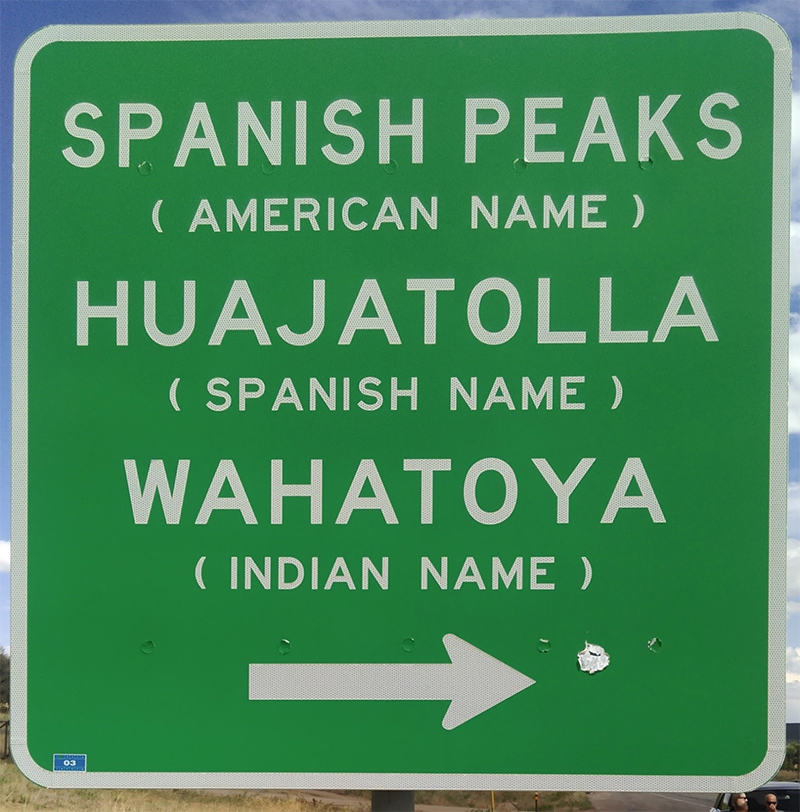 SPANISH PEAKS
( AMERICAN NAME )
HUAJATOLLA
( SPANISH NAME )
WAHATOYA
( INDIAN NAME )
03